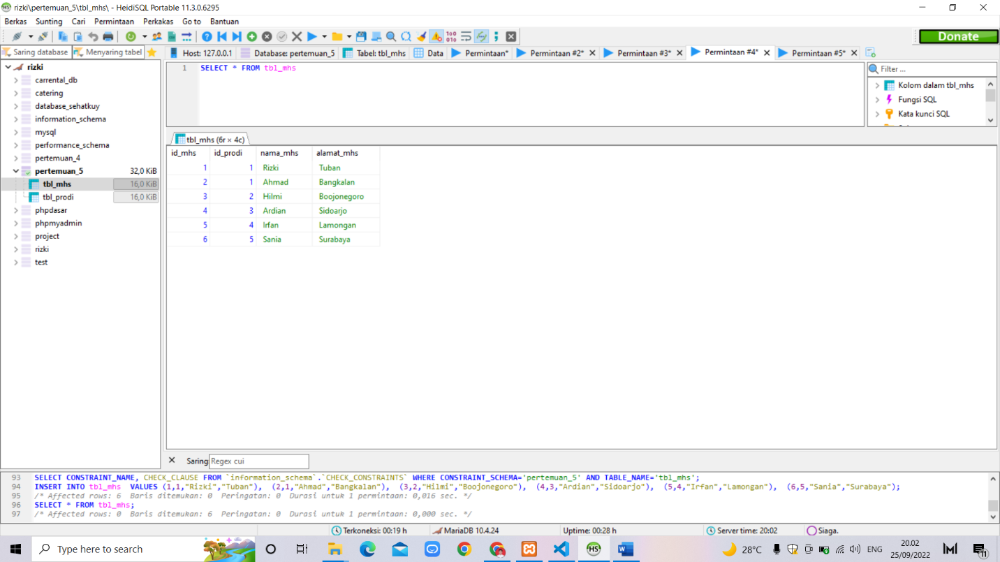 rizki\pertemuan_5\tbl_mhs\ - HeidiSQL Portable 11.3.0.6295
Berkas Sunting Cari Permintaan Perkakas Go to Bantuan
Donate
Saring database Menyaring tabel
Host: 127.0.0.1 Database: pertemuan_5 Tabel: tbl_mhs Data Permintaan* Permintaan #2* Permintaan #3* Permintaan #4* Permintaan #5*
rizki
carrental_db
catering
database_sehatkuy
information_schema
mysql
performance_schema
pertemuan_4
pertemuan_5 32,0 KiB
tbl_mhs 16,0 KiB
tbl_prodi 16,0 KiB
phpdasar
phpmyadmin
project
rizki
test
1 SELECT * FROM tbl_mhs
Filter ...
Kolom dalam tbl_mhs
Fungsi SQL
Kata kunci SQL
tbl_mhs (6r × 4c)
id_mhs id_prodi nama_mhs alamat_mhs
1 1 Rizki Tuban
2 1 Ahmad Bangkalan
3 2 Hilmi Boojonegoro
4 3 Ardian Sidoarjo
5 4 Irfan Lamongan
6 5 Sania Surabaya
Saring Regex cui
93 SELECT CONSTRAINT_NAME, CHECK_CLAUSE FROM `information_schema`.`CHECK_CONSTRAINTS` WHERE CONSTRAINT_SCHEMA='pertemuan_5' AND TABLE_NAME='tbl_mhs';
94 INSERT INTO tbl_mhs VALUES (1,1,"Rizki","Tuban"), (2,1,"Ahmad","Bangkalan"), (3,2,"Hilmi","Boojonegoro"), (4,3,"Ardian","Sidoarjo"), (5,4,"Irfan","Lamongan"), (6,5,"Sania","Surabaya");
95 /* Affected rows: 6 Baris ditemukan: 0 Peringatan: 0 Durasi untuk 1 permintaan: 0,016 sec. */
96 SELECT * FROM tbl_mhs;
97 /* Affected rows: 0 Baris ditemukan: 6 Peringatan: 0 Durasi untuk 1 permintaan: 0,000 sec. */
Terkoneksi: 00:19 h MariaDB 10.4.24 Uptime: 00:28 h Server time: 20:02 Siaga.
Type here to search
28°C ENG 20.02
25/09/2022
11